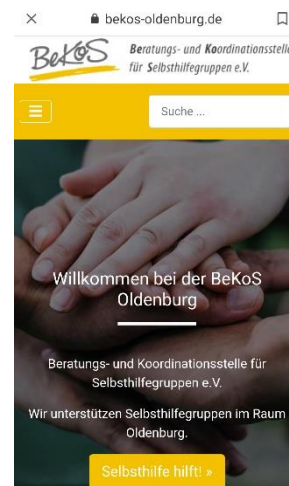 bekos-oldenburg.de
BeKoS
Beratungs- und Koordinationsstelle
für Selbsthilfegruppen e.V.
Suche ...
Willkommen bei der BeKoS
Oldenburg
Beratungs- und Koordinationsstelle für
Selbsthilfegruppen e.V.
Wir unterstützen Selbsthilfegruppen im Raum
Oldenburg.
Selbsthilfe hilft! »